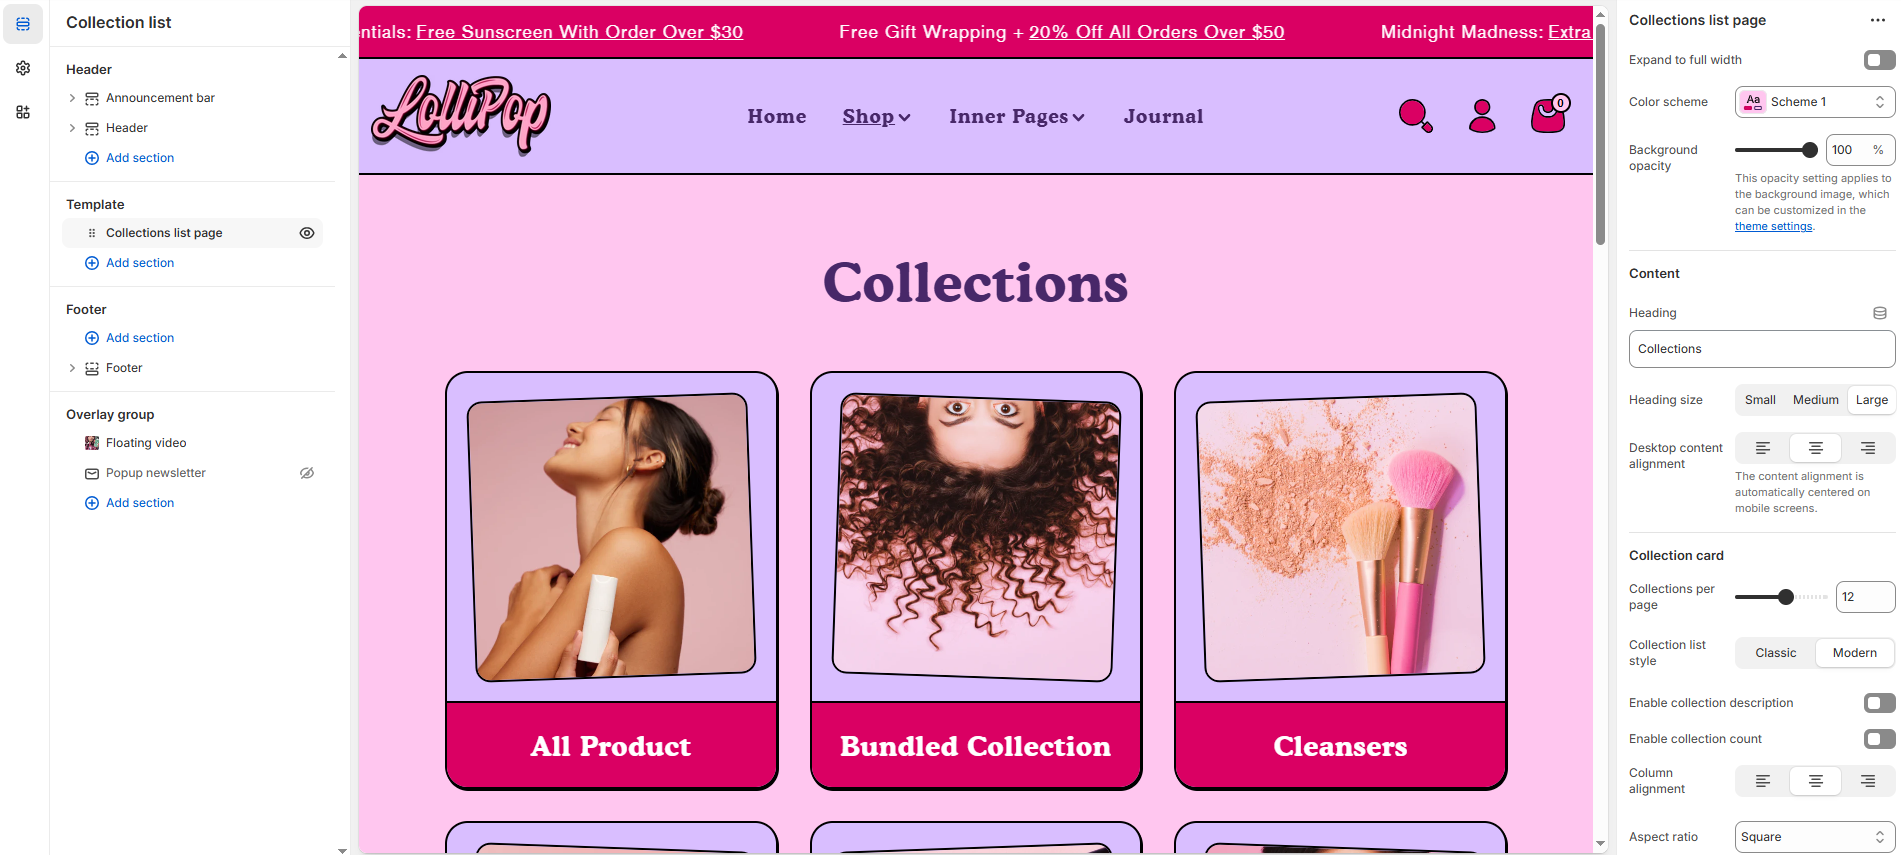 Collection list
Header
Announcement bar
Header
Add section
Template
Collections list page
Add section
Footer
Add section
Footer
Overlay group
Floating video
Popup newsletter
Add section
ntials: Free Sunscreen With Order Over $30
Free Gift Wrapping + 20% Off All Orders Over $50
Midnight Madness: Extra
LolliPop
Home
Shop
Inner Pages
Journal
0
Collections
All Product
Bundled Collection
Cleansers
Collections list page
Expand to full width
Color scheme
Aa
Scheme 1
Background
opacity
100 %
This opacity setting applies to
the background image, which
can be customized in the
theme settings.
Content
Heading
Collections
Heading size
Small Medium Large
Desktop content
alignment
The content alignment is
automatically centered on
mobile screens.
Collection card
Collections per
page
12
Collection list
style
Classic Modern
Enable collection description
Enable collection count
Column
alignment
Aspect ratio
Square